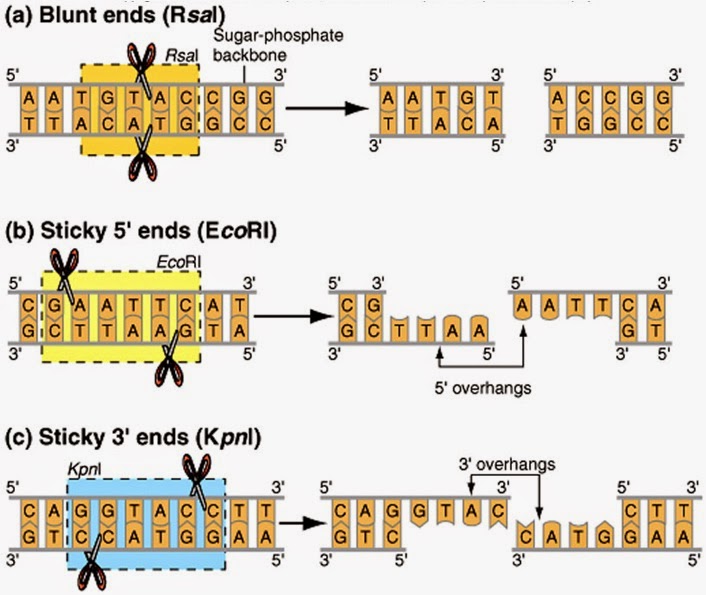 (a) Blunt ends (RsaI)
Sugar-phosphate
backbone
RsaI
5' 3' 5' 3' 5' 3'
A A T G T A C C G G A A T G T A C C G G
T T A C A T G G C C T T A C A T G G C C
3' 5' 3' 5' 3' 5'
(b) Sticky 5' ends (EcoRI)
EcoRI
5' 3' 5' 3' 5' 3'
C G A A T T C A T C G A A T T C A
G C T T A A G T A G C T T A A G T
3' 5' 3' 5' 3' 5'
5' overhangs
(c) Sticky 3' ends (KpnI)
KpnI
3' overhangs
5' 3' 5' 3' 5' 3'
C A G G T A C C T T C A G G T A C C T T
G T C C A T G G A A G T C C A T G G A A
3' 5' 3' 5' 3' 5'